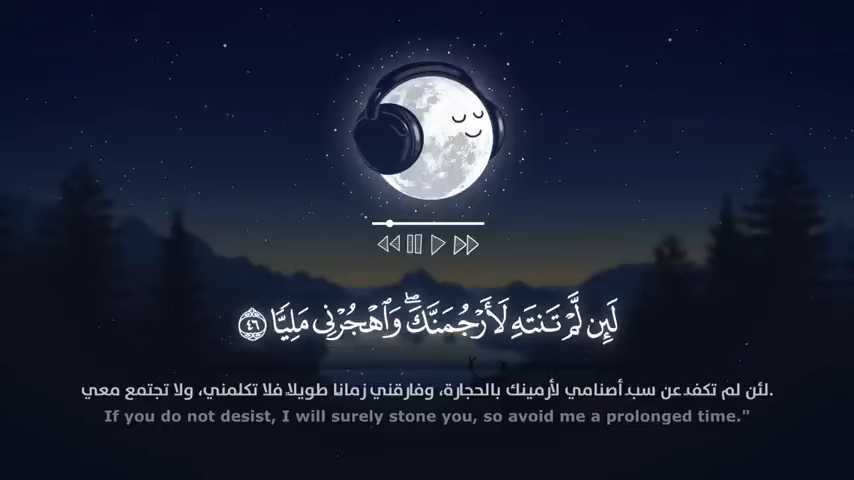 لَئِن لَّمْ تَنتَهِ لَأَرْجُمَنَّكَ ۖ وَٱهْجُرْنِى مَلِيًّا ٤٦
لئن لم تكفد عن سب أصنامي لأرمينك بالحجارة، وفارقني زمانا طويلا فلا تكلمني، ولا تجتمع معي.
If you do not desist, I will surely stone you, so avoid me a prolonged time."